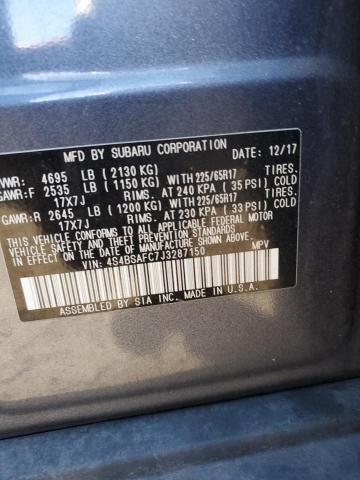 MFD BY SUBARU CORPORATION DATE: 12/17
VWR: 4695 LB (2130 KG)
GAWR:F 2535 LB (1150 KG) WITH 225/65R17 TIRES,
17X7J RIMS, AT 240 KPA (35 PSI) COLD
GAWR:R 2645 LB (1200 KG) WITH 225/65R17 TIRES,
17X7J RIMS, AT 230 KPA (33 PSI) COLD
THIS VEHICLE CONFORMS TO ALL APPLICABLE FEDERAL MOTOR
VEHICLE SAFETY AND THEFT PREVENTION STANDARDS
IN EFFECT ON THE DATE OF MANUFACTURE SHOWN ABOVE.
VIN: 4S4BSAFC7J3287150 MPV
ASSEMBLED BY SIA INC. MADE IN U.S.A.